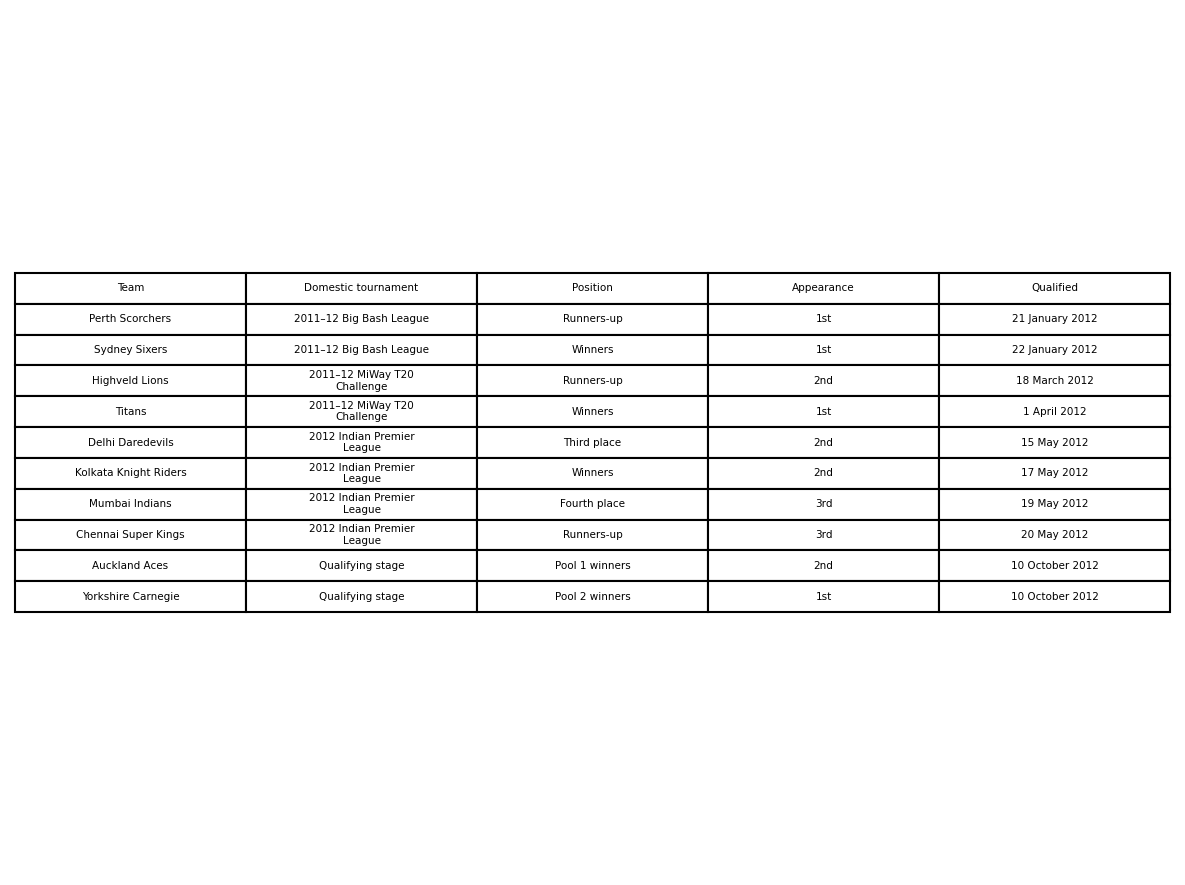 Team Domestic tournament Position Appearance Qualified
Perth Scorchers 2011–12 Big Bash League Runners-up 1st 21 January 2012
Sydney Sixers 2011–12 Big Bash League Winners 1st 22 January 2012
Highveld Lions 2011–12 MiWay T20 Challenge Runners-up 2nd 18 March 2012
Titans 2011–12 MiWay T20 Challenge Winners 1st 1 April 2012
Delhi Daredevils 2012 Indian Premier League Third place 2nd 15 May 2012
Kolkata Knight Riders 2012 Indian Premier League Winners 2nd 17 May 2012
Mumbai Indians 2012 Indian Premier League Fourth place 3rd 19 May 2012
Chennai Super Kings 2012 Indian Premier League Runners-up 3rd 20 May 2012
Auckland Aces Qualifying stage Pool 1 winners 2nd 10 October 2012
Yorkshire Carnegie Qualifying stage Pool 2 winners 1st 10 October 2012